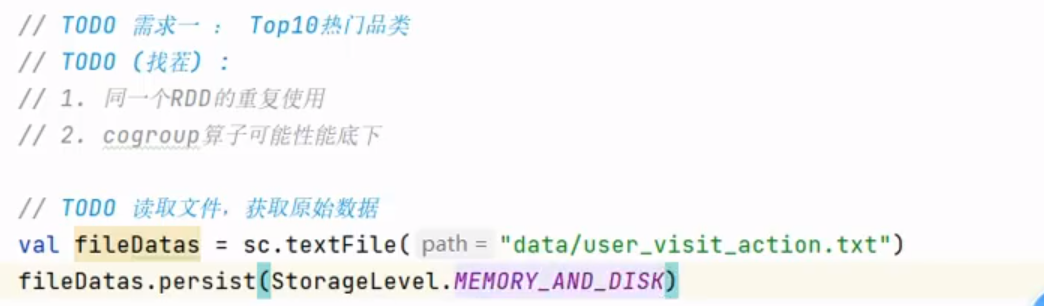 // TODO 需求一 : Top10热门品类
// TODO (找茬) :
// 1. 同一个RDD的重复使用
// 2. cogroup算子可能性能底下
// TODO 读取文件, 获取原始数据
val fileDatas = sc.textFile( path = "data/user_visit_action.txt")
fileDatas.persist(StorageLevel.MEMORY_AND_DISK)